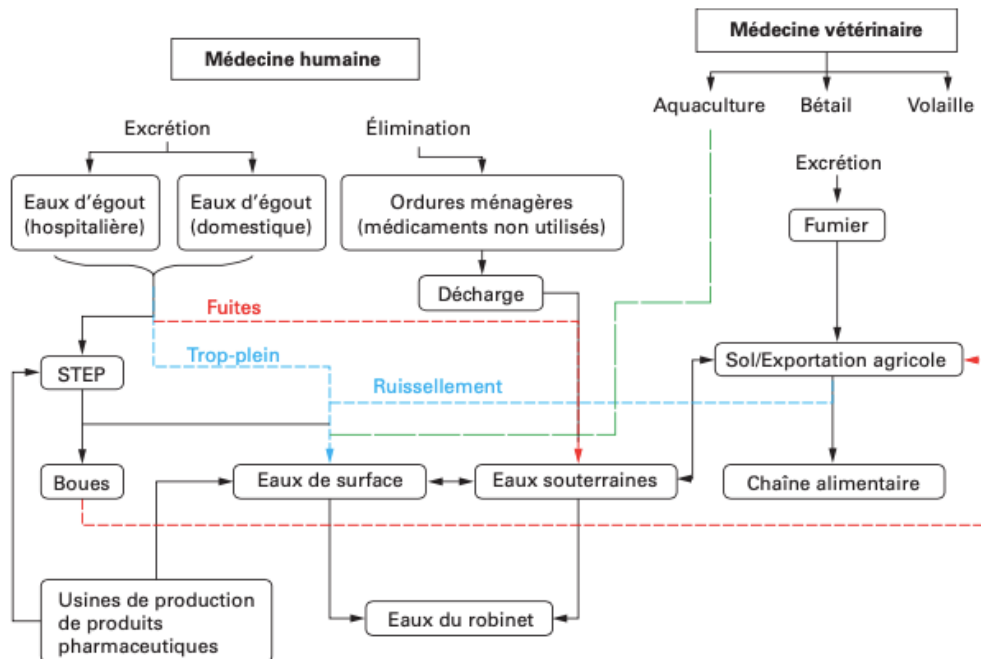 Médecine vétérinaire
Médecine humaine
Aquaculture
Bétail
Volaille
Excrétion
Élimination
Excrétion
Eaux d'égout
(hospitalière)
Eaux d'égout
(domestique)
Ordures ménagères
(médicaments non utilisés)
Fumier
Décharge
Fuites
Trop-plein
STEP
Sol/Exportation agricole
Ruissellement
Boues
Eaux de surface
Eaux souterraines
Chaîne alimentaire
Usines de production
de produits
pharmaceutiques
Eaux du robinet